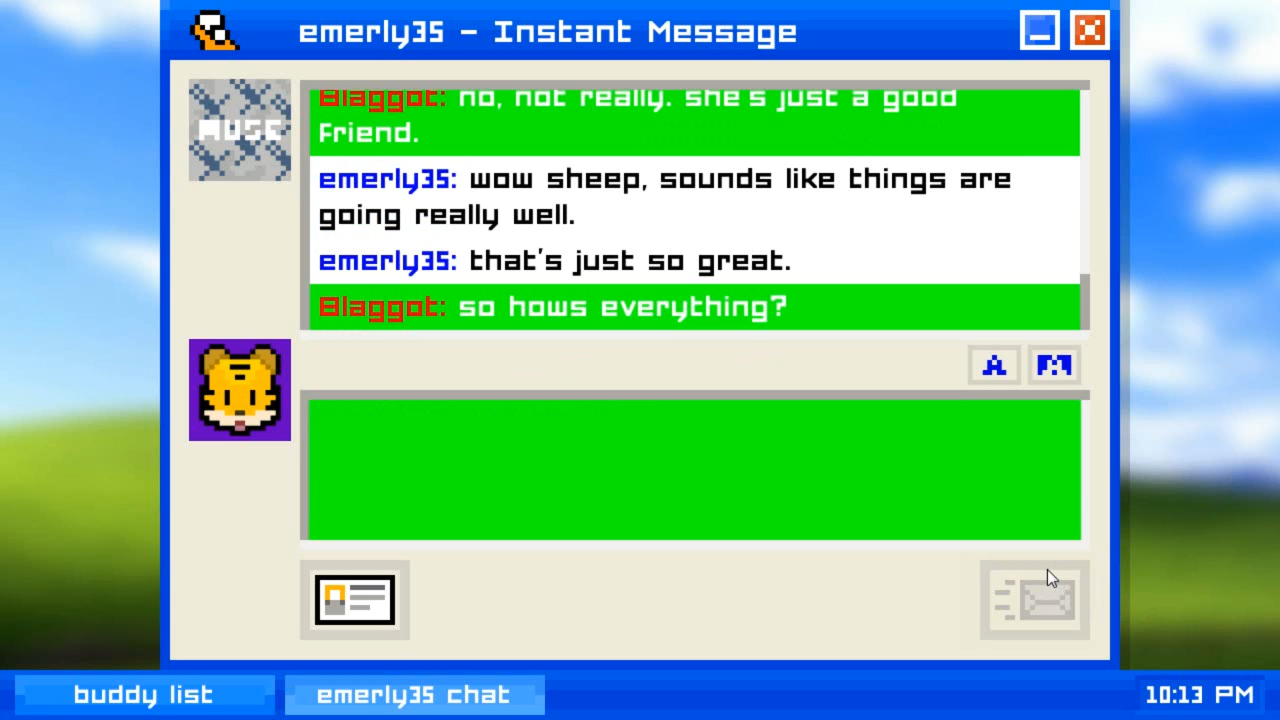 emerly35 - Instant Message
MUSE
Blaggot: no, not really. she's just a good
friend.
emerly35: wow sheep, sounds like things are
going really well.
emerly35: that's just so great.
Blaggot: so hows everything?
A
buddy list
emerly35 chat
10:13 PM